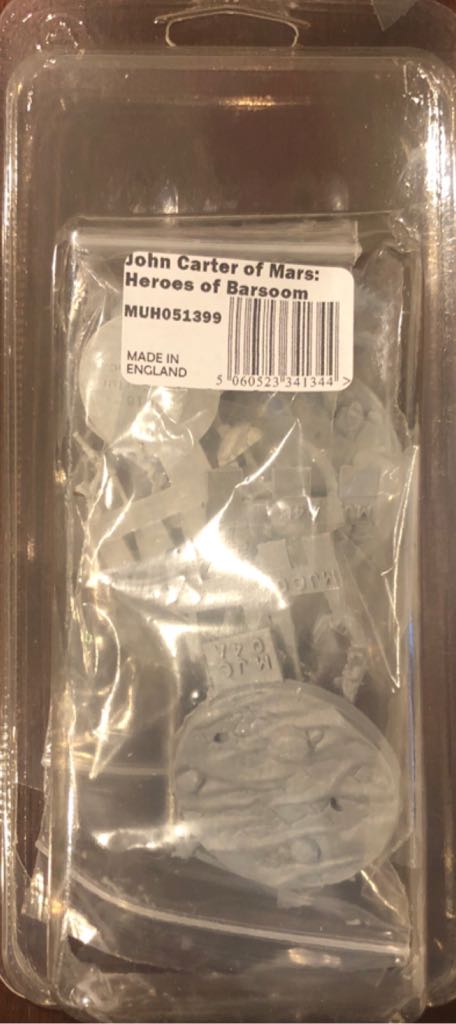 John Carter of Mars:
Heroes of Barsoom
MUH051399
MADE IN
ENGLAND
5 060523 341344 >